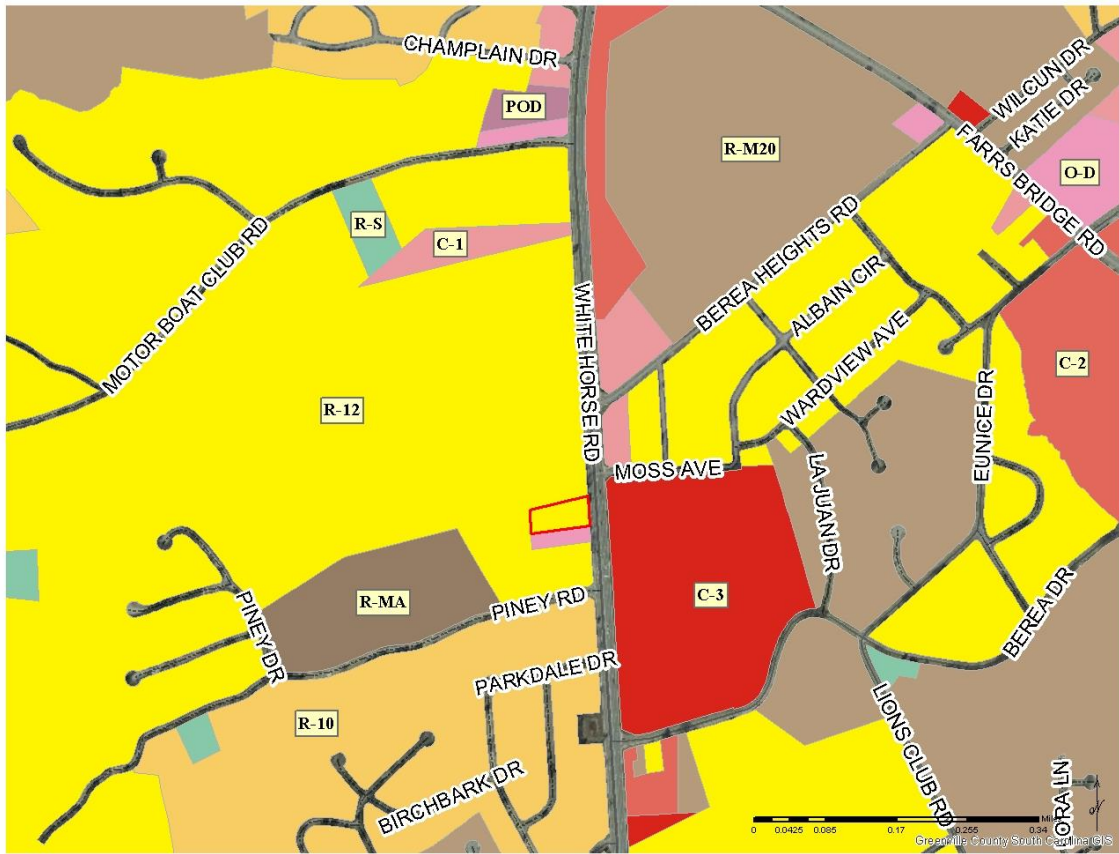 CHAMPLAIN DR
WILCUN DR
KATIE DR
POD
R-M20
FARRS BRIDGE RD
O-D
R-S
C-1
MOTOR BOAT CLUB RD
WHITE HORSE RD
BEREA HEIGHTS RD
ALBAIN CIR
WARDVIEW AVE
C-2
R-12
EUNICE DR
MOSS AVE
LA JUAN DR
R-MA
PINEY RD
C-3
PINEY DR
BEREA DR
PARKDALE DR
R-10
LIONS CLUB RD
BIRCHBARK DR
ORA LN
Miles
0 0.0425 0.085 0.17 0.255 0.34
Greenville County South Carolina GIS